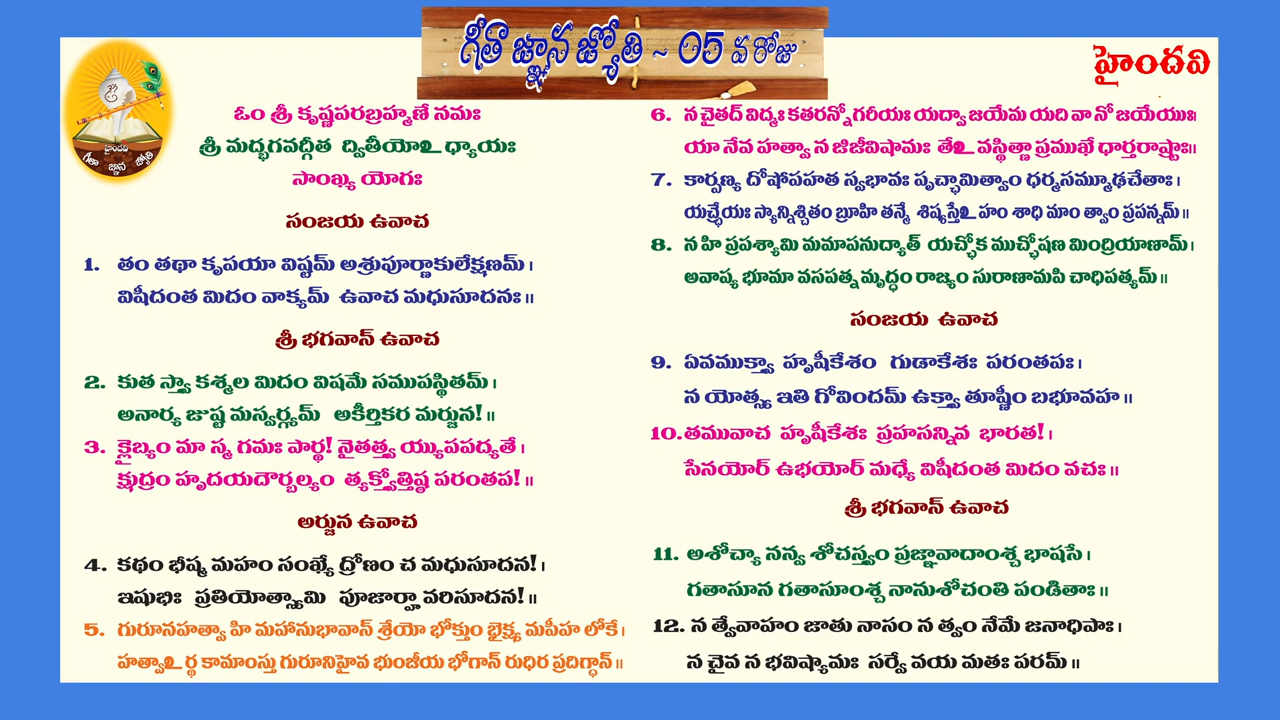 గీతా జ్ఞాన జ్యోతి ~ 05 వ రోజు
హైందవి
హైందవి
గీతా జ్ఞాన జ్యోతి
ఓం శ్రీ కృష్ణపరబ్రహ్మణే నమః
శ్రీ మద్భగవద్గీత ద్వితీయోఽ ధ్యాయః
సాంఖ్య యోగః
సంజయ ఉవాచ
1. తం తథా కృపయా విష్టమ్ అశ్రుపూర్ణాకులేక్షణమ్ ।
విషీదంత మిదం వాక్యమ్ ఉవాచ మధుసూదనః ॥
శ్రీ భగవాన్ ఉవాచ
2. కుత స్త్వా కశ్మల మిదం విషమే సముపస్థితమ్ ।
అనార్య జుష్ట మస్వర్గ్యమ్ అకీర్తికర మర్జున! ॥
3. క్లైబ్యం మా స్మ గమః పార్థ! నైతత్త్వ య్యుపపద్యతే ।
క్షుద్రం హృదయదౌర్బల్యం త్యక్త్వోత్తిష్ఠ పరంతప! ॥
అర్జున ఉవాచ
4. కథం భీష్మ మహం సంఖ్యే ద్రోణం చ మధుసూదన! ।
ఇషుభిః ప్రతియోత్స్యామి పూజార్హా వరిసూదన! ॥
5. గురూనహత్వా హి మహానుభావాన్ శ్రేయో భోక్తుం భైక్ష్య మపీహ లోకే ।
హత్వాఽ ర్థ కామాంస్తు గురూనిహైవ భుంజీయ భోగాన్ రుధిర ప్రదిగ్ధాన్ ॥
6. న చైతద్ విద్మః కతరన్నోగరీయః యద్వా జయేమ యది వా నో జయేయుః।
యా నేవ హత్వా న జిజీవిషామః తేఽ వస్థిత్ణా ప్రముఖే ధార్తరాష్ట్రాః॥
7. కార్పణ్య దోషోపహత స్వభావః పృచ్ఛామిత్వాం ధర్మసమ్మూఢచేతాః ।
యచ్ఛ్రేయః స్యాన్నిశ్చితం బ్రూహి తన్మే శిష్యస్తేఽ హం శాధి మాం త్వాం ప్రపన్నమ్ ॥
8. న హి ప్రపశ్యామి మమాపనుద్యాత్ యచ్ఛోక ముచ్ఛోషణ మింద్రియాణామ్ ।
అవాప్య భూమా వసపత్న మృద్ధం రాజ్యం సురాణామపి చాధిపత్యమ్ ॥
సంజయ ఉవాచ
9. ఏవముక్త్వా హృషీకేశం గుడాకేశః పరంతపః ।
న యోత్స్య ఇతి గోవిందమ్ ఉక్త్వా తూష్ణీం బభూవహ ॥
10. తమువాచ హృషీకేశః ప్రహసన్నివ భారత! ।
సేనయోర్ ఉభయోర్ మధ్యే విషీదంత మిదం వచః ॥
శ్రీ భగవాన్ ఉవాచ
11. అశోచ్యా నన్వ శోచస్త్వం ప్రజ్ఞావాదాంశ్చ భాషసే ।
గతాసూన గతాసూంశ్చ నానుశోచంతి పండితాః ॥
12. న త్వేవాహం జాతు నాసం న త్వం నేమే జనాధిపాః ।
న చైవ న భవిష్యామః సర్వే వయ మతః పరమ్ ॥